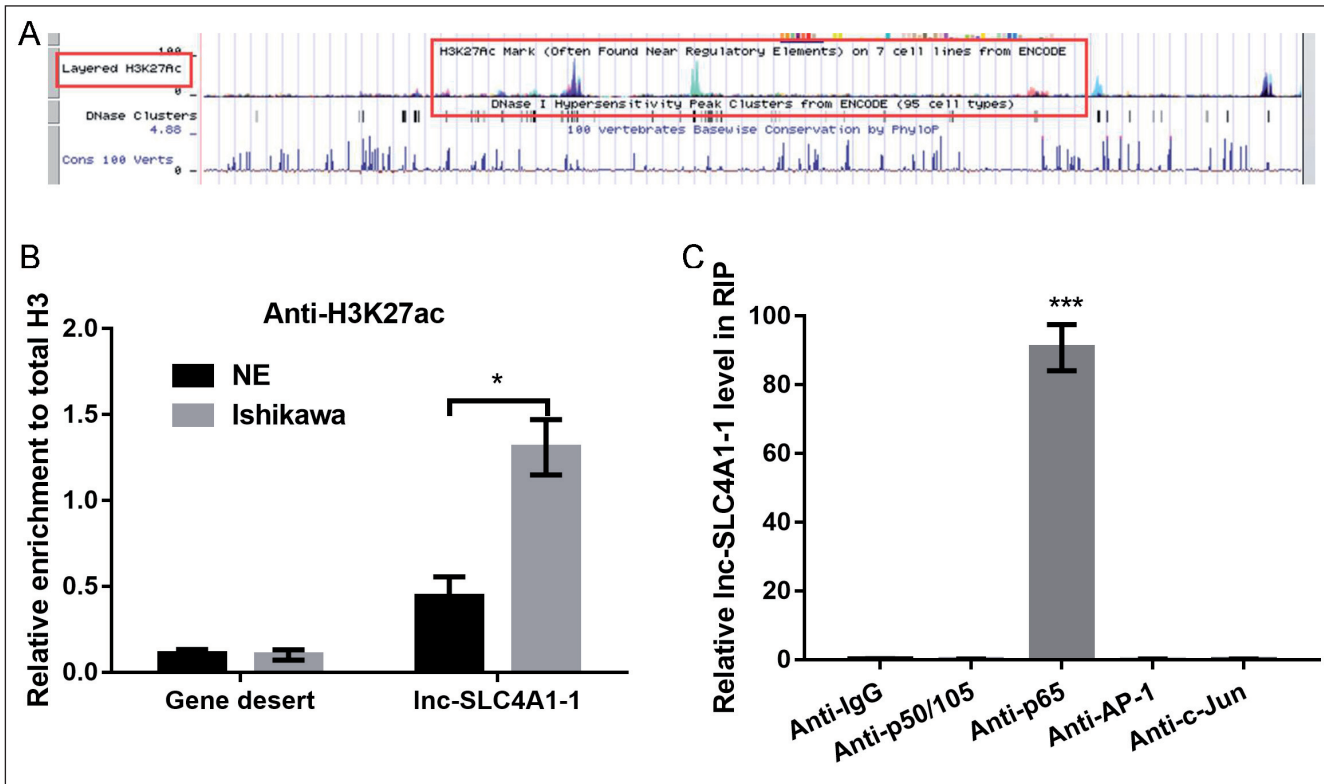 A
100
H3K27Ac Mark (Often Found Near Regulatory Elements) on 7 cell lines from ENCODE
Layered H3K27Ac
0
DNase I Hypersensitivity Peak Clusters from ENCODE (95 cell types)
DNase Clusters
4.88
100 vertebrates Basewise Conservation by PhyloP
Cons 100 Verts
0
B
Anti-H3K27ac
Relative enrichment to total H3
2.0
1.5
1.0
0.5
0.0
NE
Ishikawa
*
Gene desert
lnc-SLC4A1-1
C
Relative lnc-SLC4A1-1 level in RIP
100
80
60
40
20
0
***
Anti-IgG
Anti-p50/105
Anti-p65
Anti-AP-1
Anti-c-Jun